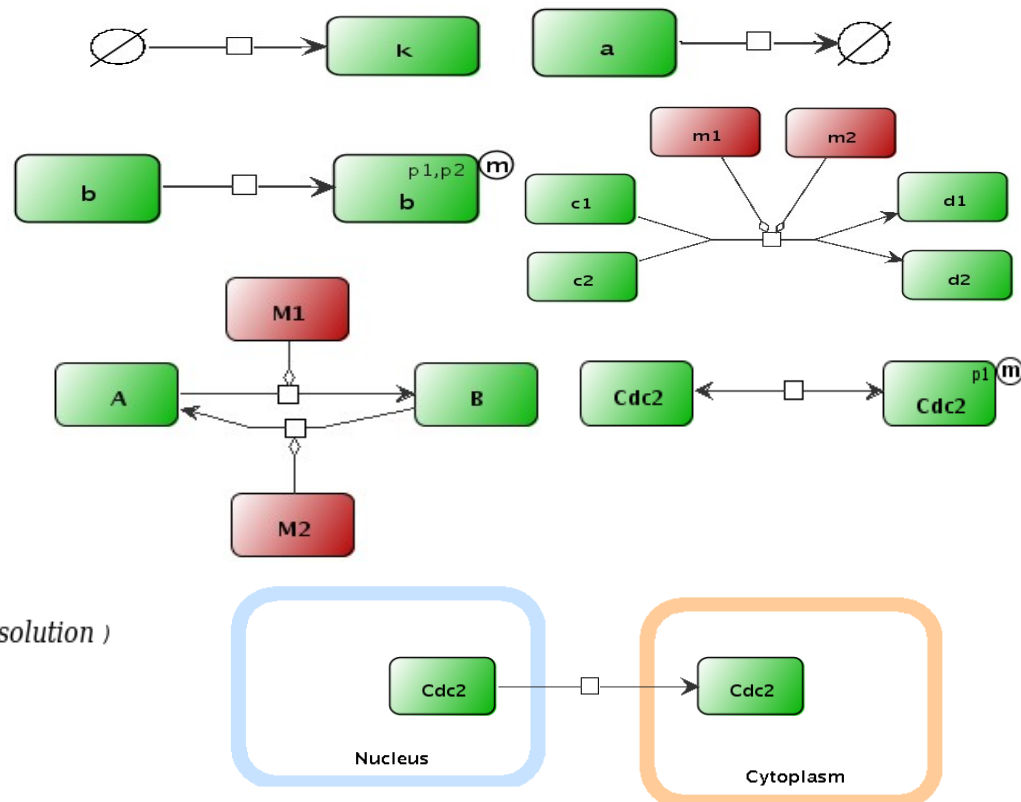 k
a
m1
m2
b
p1,p2
b
m
c1
d1
c2
d2
M1
A
B
Cdc2
p1
Cdc2
m
M2
solution )
Cdc2
Cdc2
Nucleus
Cytoplasm